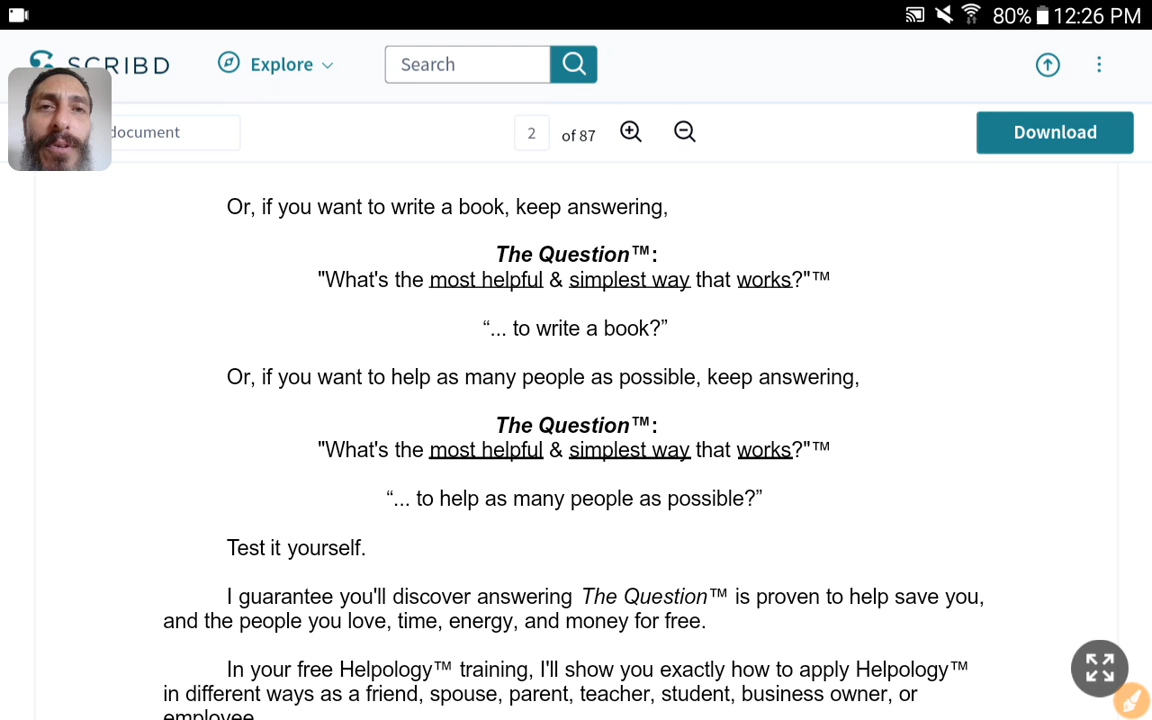 80% 12:26 PM
SCRIBD Explore Search
document 2 of 87 Download
Or, if you want to write a book, keep answering,
The Question™:
"What's the most helpful & simplest way that works?"™
“... to write a book?”
Or, if you want to help as many people as possible, keep answering,
The Question™:
"What's the most helpful & simplest way that works?"™
“... to help as many people as possible?”
Test it yourself.
I guarantee you'll discover answering The Question™ is proven to help save you,
and the people you love, time, energy, and money for free.
In your free Helpology™ training, I'll show you exactly how to apply Helpology™
in different ways as a friend, spouse, parent, teacher, student, business owner, or
employee